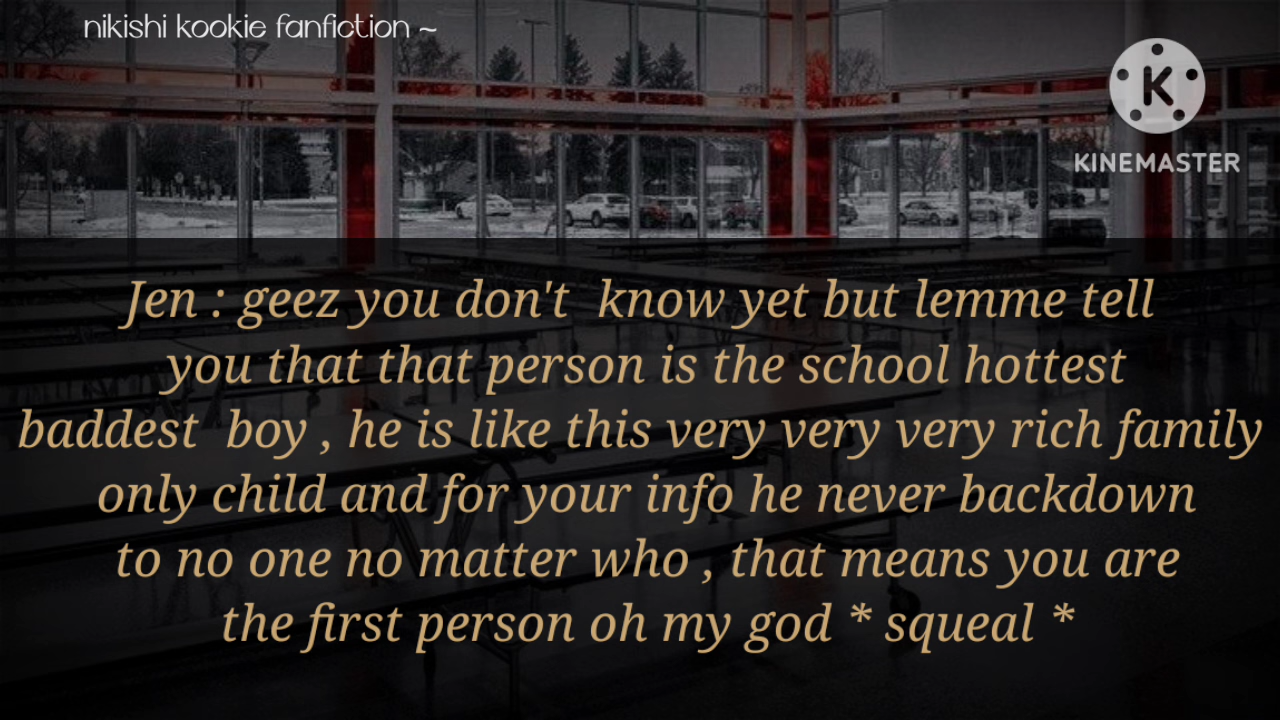 nikishi kookie fanfiction ~
K
KINEMASTER
Jen : geez you don't know yet but lemme tell
you that that person is the school hottest
baddest boy , he is like this very very very rich family
only child and for your info he never backdown
to no one no matter who , that means you are
the first person oh my god * squeal *